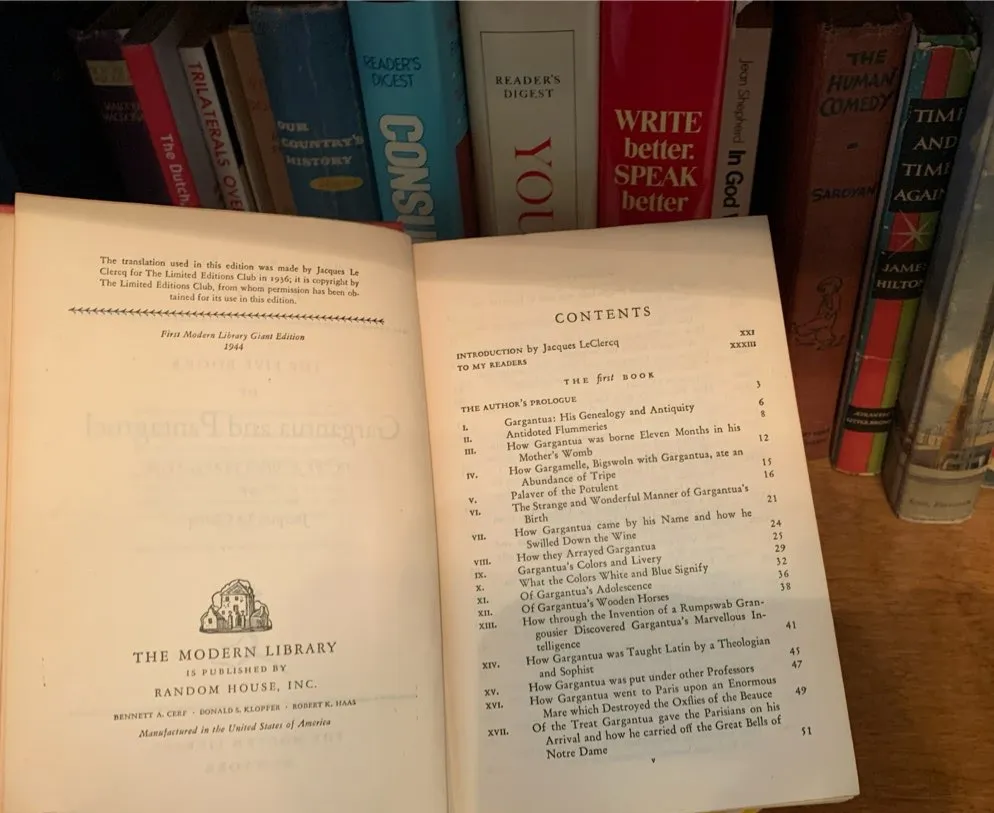 WALTER
The Dutch
TRILATERALS OVE
OUR
COUNTRY'S
HISTORY
READER'S
DIGEST
CONSU
READER'S
DIGEST
YOU
WRITE
better.
SPEAK
better
Jean Shepherd In God
THE
HUMAN
COMEDY
SAROYAN
TIME
AND
TIME
AGAIN
JAMES
HILTON
The translation used in this edition was made by Jacques Le
Clercq for The Limited Editions Club in 1936; it is copyright by
The Limited Editions Club, from whom permission has been ob-
tained for its use in this edition.
First Modern Library Giant Edition
1944
THE MODERN LIBRARY
IS PUBLISHED BY
RANDOM HOUSE, INC.
BENNETT A. CERF · DONALD S. KLOPFER · ROBERT K. HAAS
Manufactured in the United States of America
CONTENTS
INTRODUCTION by Jacques LeClercq XXI
TO MY READERS XXXIII
THE first BOOK
THE AUTHOR'S PROLOGUE 3
I. Gargantua: His Genealogy and Antiquity 6
II. Antidoted Flummeries 8
III. How Gargantua was borne Eleven Months in his
Mother's Womb 12
IV. How Gargamelle, Bigswoln with Gargantua, ate an
Abundance of Tripe 15
V. Palaver of the Potulent 16
VI. The Strange and Wonderful Manner of Gargantua's
Birth 21
VII. How Gargantua came by his Name and how he
Swilled Down the Wine 24
VIII. How they Arrayed Gargantua 25
IX. Gargantua's Colors and Livery 29
X. What the Colors White and Blue Signify 32
XI. Of Gargantua's Adolescence 36
XII. Of Gargantua's Wooden Horses 38
XIII. How through the Invention of a Rumpswab Gran-
gousier Discovered Gargantua's Marvellous In-
telligence 41
XIV. How Gargantua was Taught Latin by a Theologian
and Sophist 45
XV. How Gargantua was put under other Professors 47
XVI. How Gargantua went to Paris upon an Enormous
Mare which Destroyed the Oxflies of the Beauce 49
XVII. Of the Treat Gargantua gave the Parisians on his
Arrival and how he carried off the Great Bells of
Notre Dame 51
v